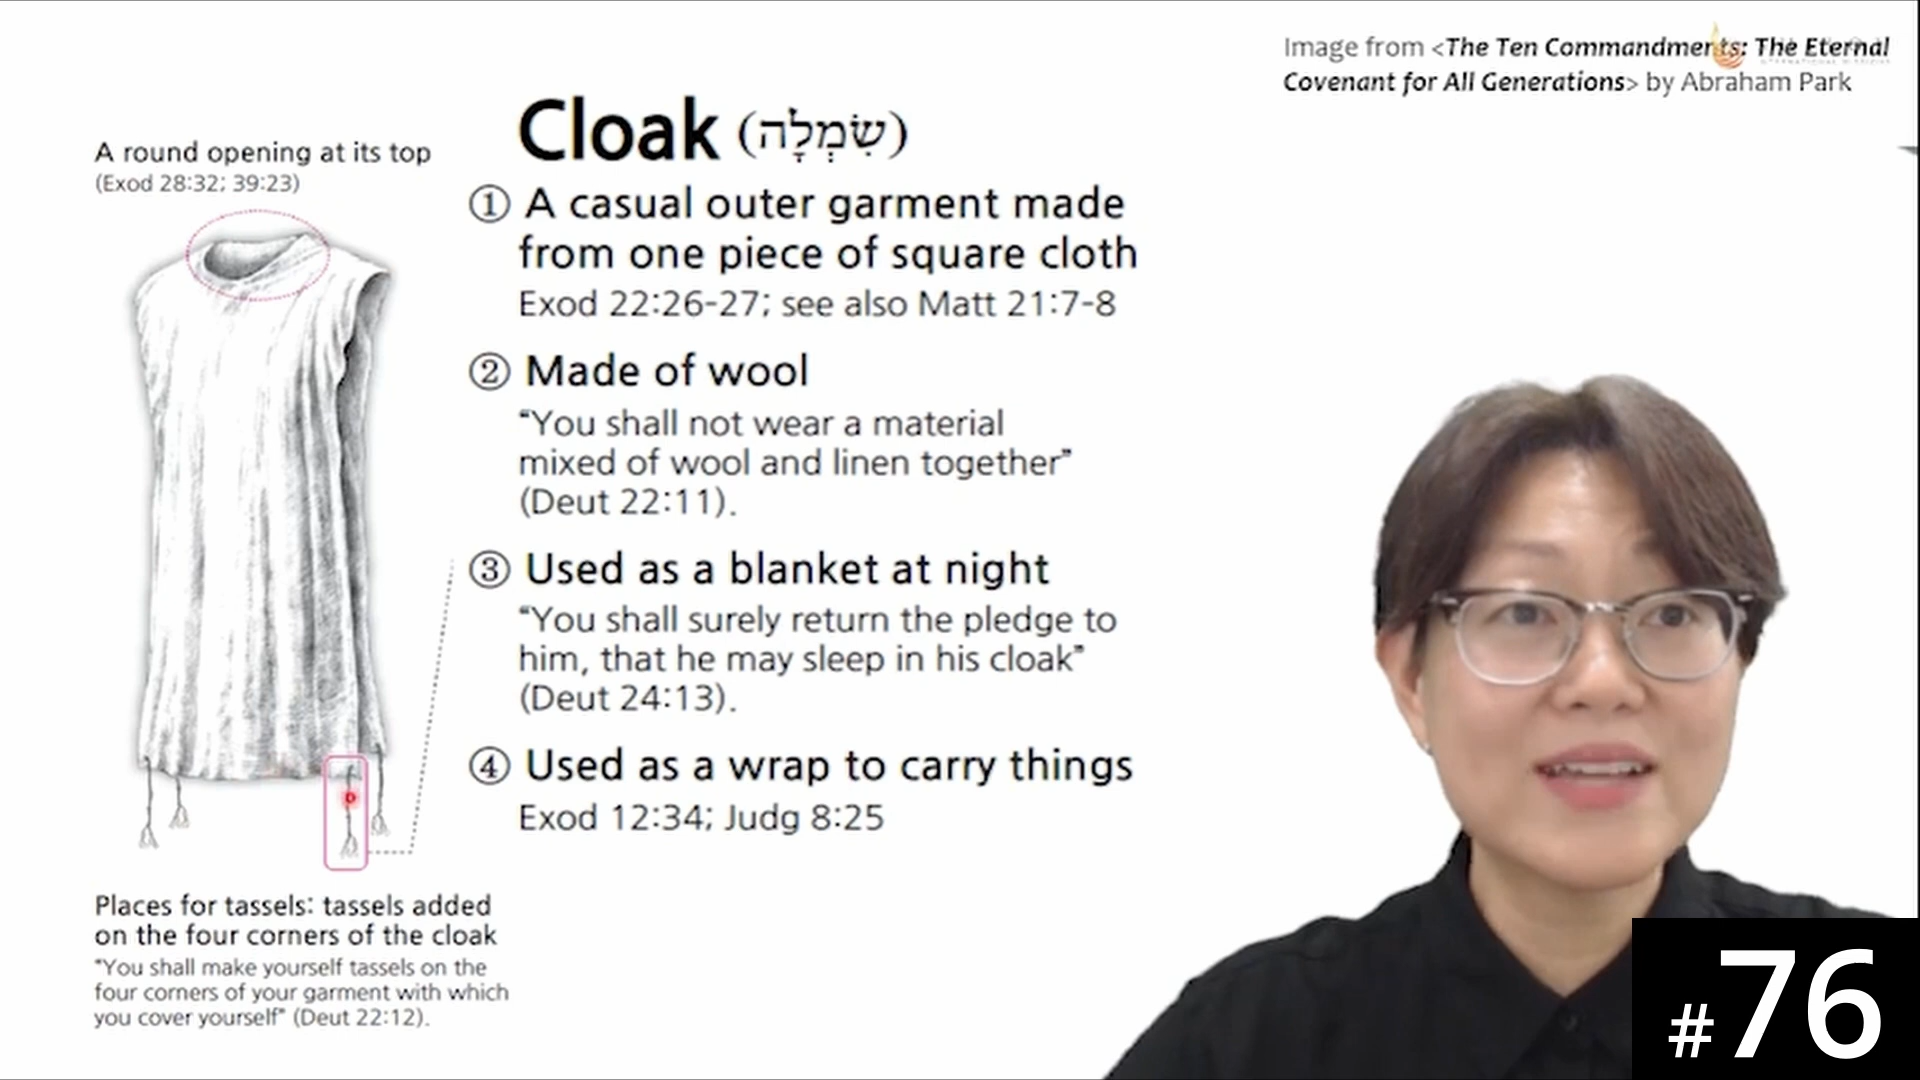 Image from <The Ten Commandments: The Eternal
Covenant for All Generations> by Abraham Park
Cloak (שִׂמְלָה)
A round opening at its top
(Exod 28:32; 39:23)
① A casual outer garment made
from one piece of square cloth
Exod 22:26-27; see also Matt 21:7-8
② Made of wool
“You shall not wear a material
mixed of wool and linen together”
(Deut 22:11).
③ Used as a blanket at night
“You shall surely return the pledge to
him, that he may sleep in his cloak”
(Deut 24:13).
④ Used as a wrap to carry things
Exod 12:34; Judg 8:25
Places for tassels: tassels added
on the four corners of the cloak
“You shall make yourself tassels on the
four corners of your garment with which
you cover yourself” (Deut 22:12).
#76